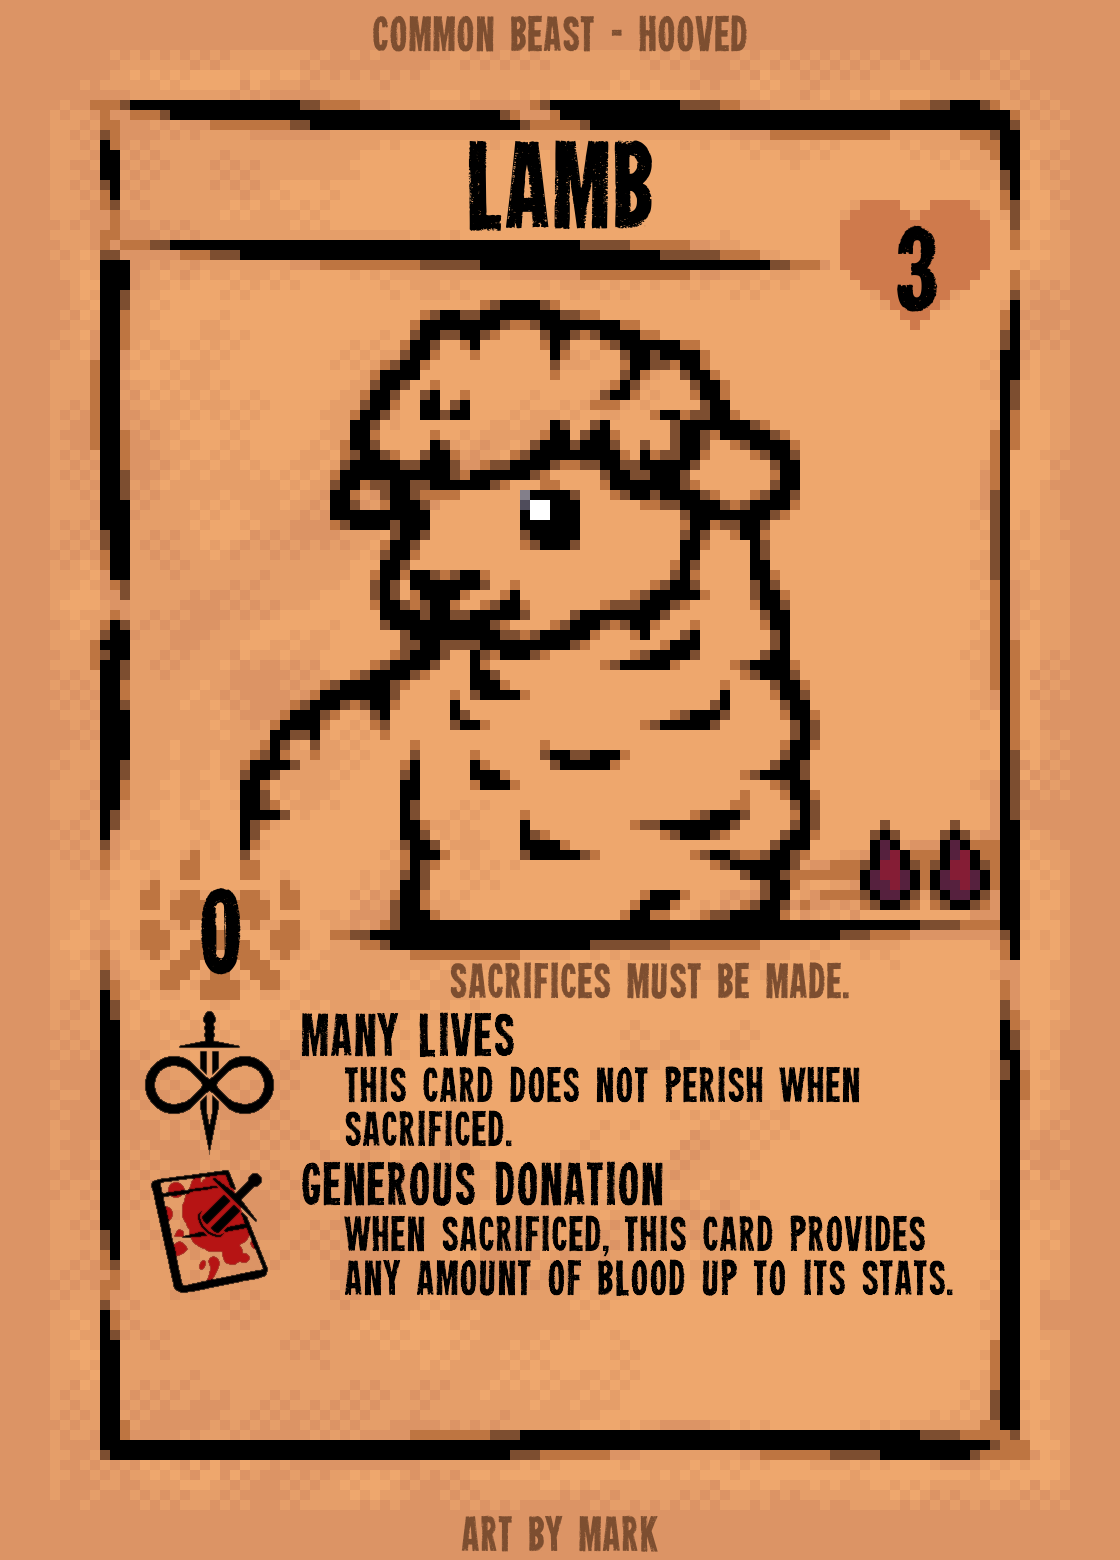 COMMON BEAST - HOOVED
LAMB
3
0
SACRIFICES MUST BE MADE.
MANY LIVES
THIS CARD DOES NOT PERISH WHEN
SACRIFICED.
GENEROUS DONATION
WHEN SACRIFICED, THIS CARD PROVIDES
ANY AMOUNT OF BLOOD UP TO ITS STATS.
ART BY MARK